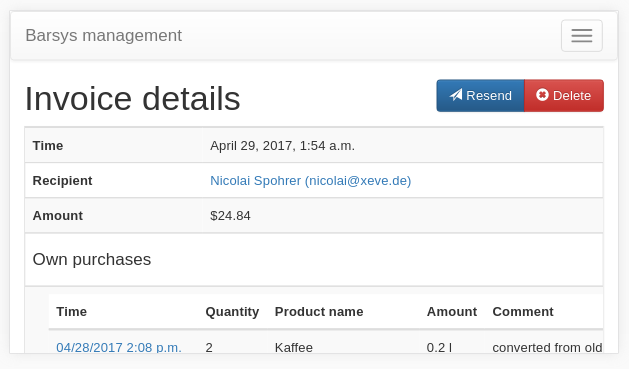 Barsys management
Invoice details
Resend
Delete
Time April 29, 2017, 1:54 a.m.
Recipient Nicolai Spohrer (nicolai@xeve.de)
Amount $24.84
Own purchases
Time Quantity Product name Amount Comment
04/28/2017 2:08 p.m. 2 Kaffee 0.2 l converted from old